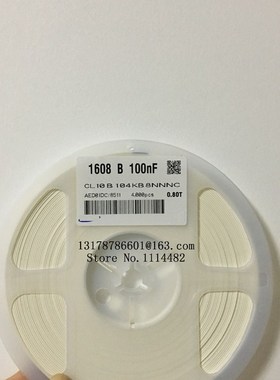 1608 B 100nF
CL10B104KB8NNNC
4,000pcs 0.80T
13178786601@163.com
Store No.1114482